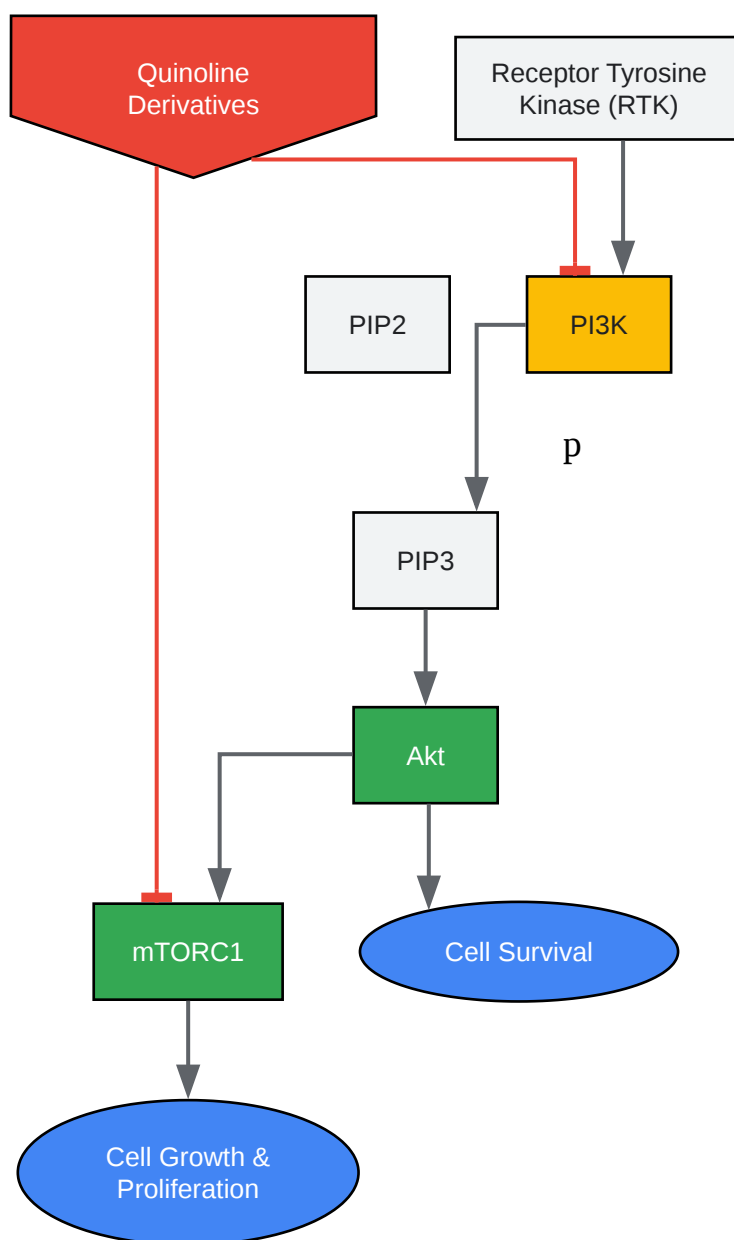 Quinoline
Derivatives
Receptor Tyrosine
Kinase (RTK)
PIP2
PI3K
p
PIP3
Akt
mTORC1
Cell Survival
Cell Growth &
Proliferation